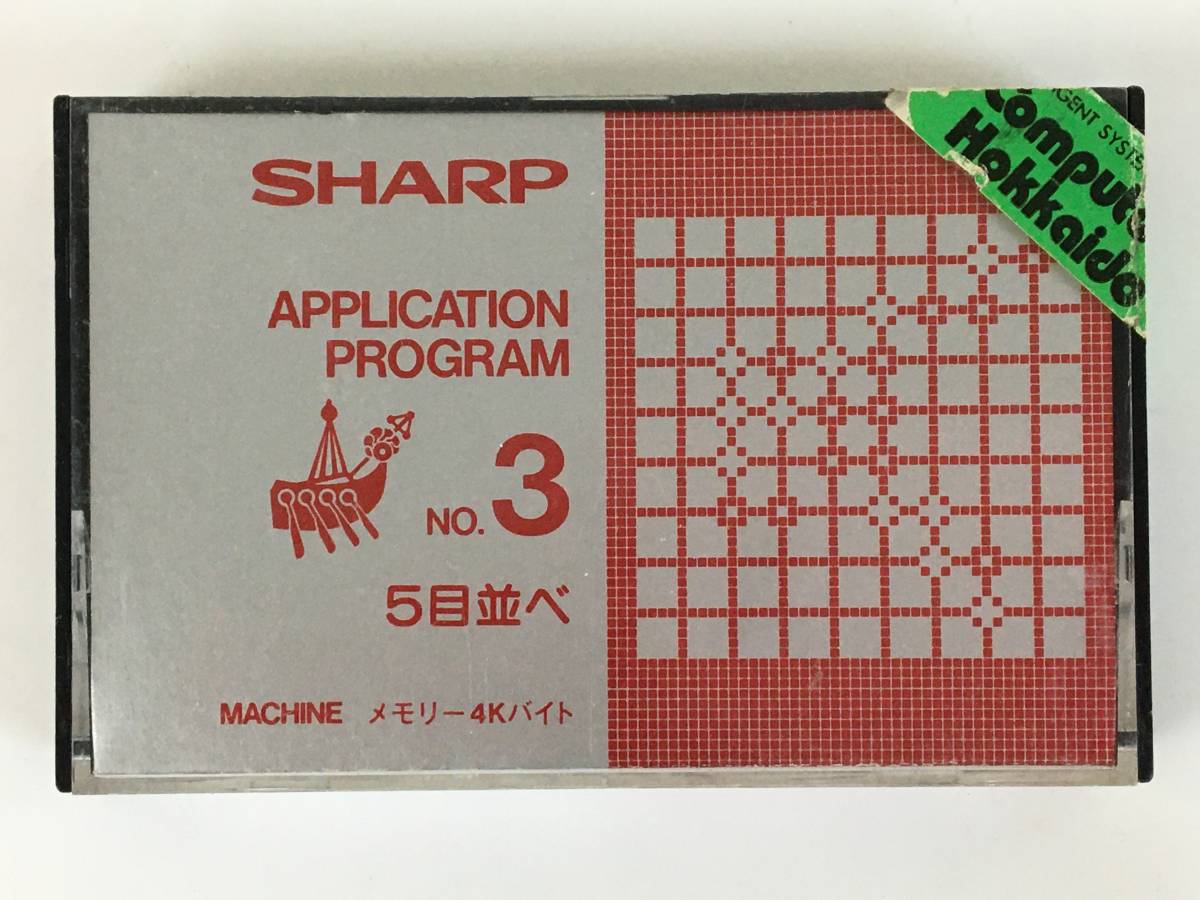 SHARP
APPLICATION
PROGRAM
NO. 3
5目並べ
MACHINE メモリー4Kバイト
Hokkaido